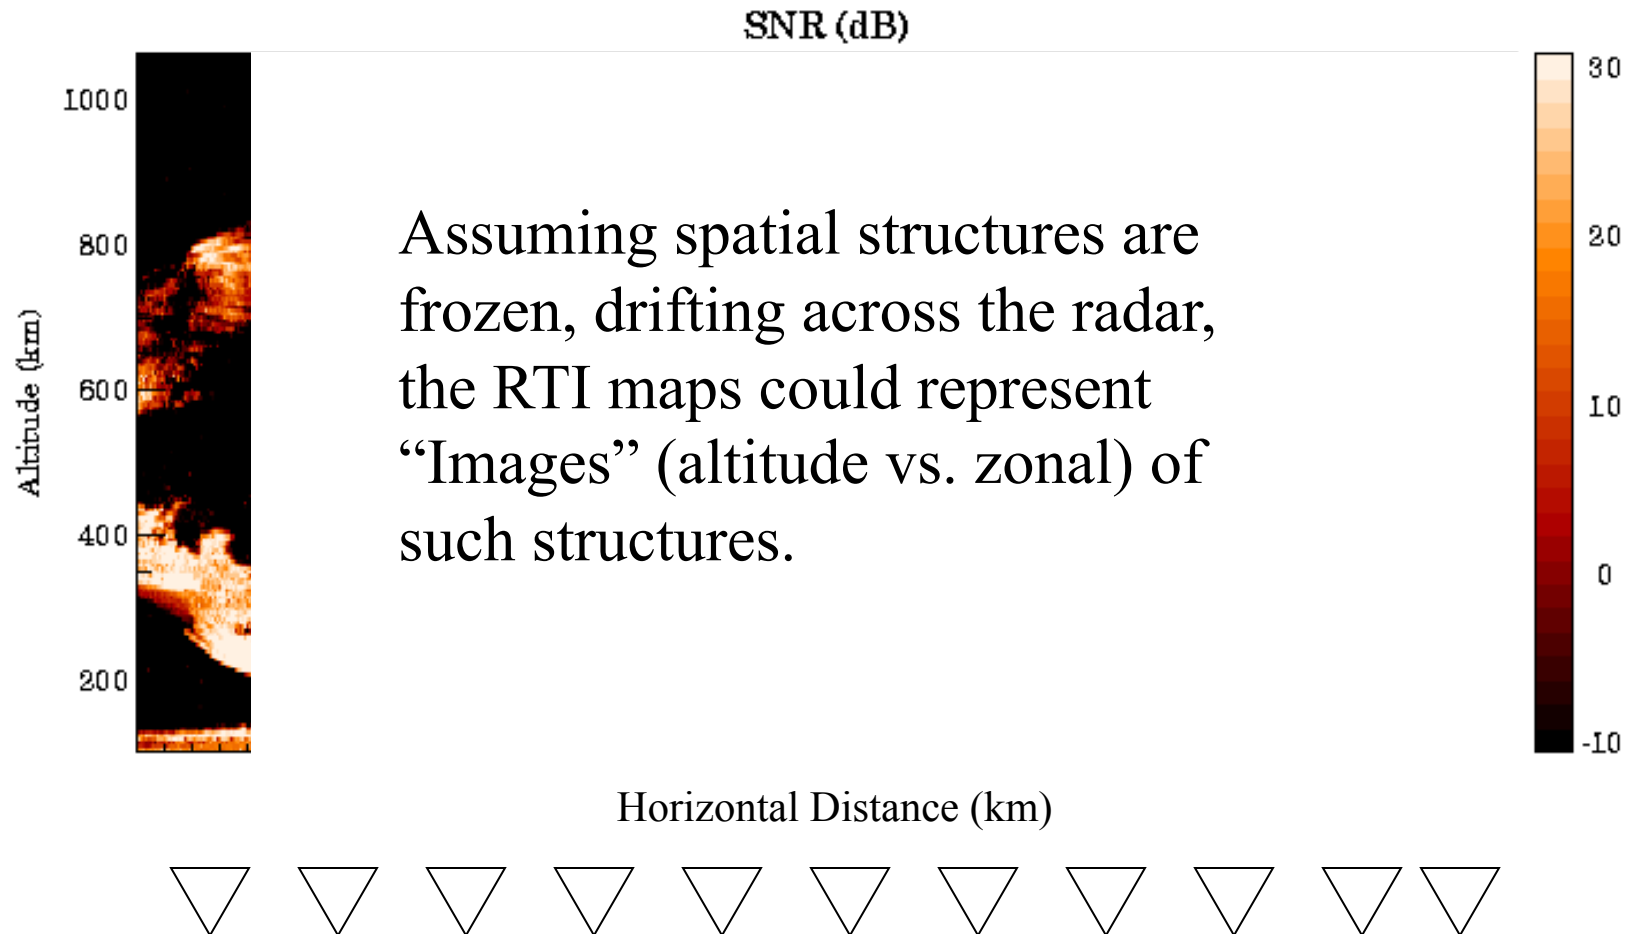 SNR (dB)
1000
800
600
400
200
Altitude (km)
Assuming spatial structures are
frozen, drifting across the radar,
the RTI maps could represent
“Images” (altitude vs. zonal) of
such structures.
30
20
10
0
-10
Horizontal Distance (km)